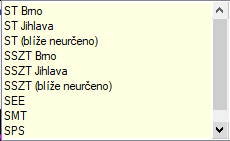 ST Brno
ST Jihlava
ST (blíže neurčeno)
SSZT Brno
SSZT Jihlava
SSZT (blíže neurčeno)
SEE
SMT
SPS